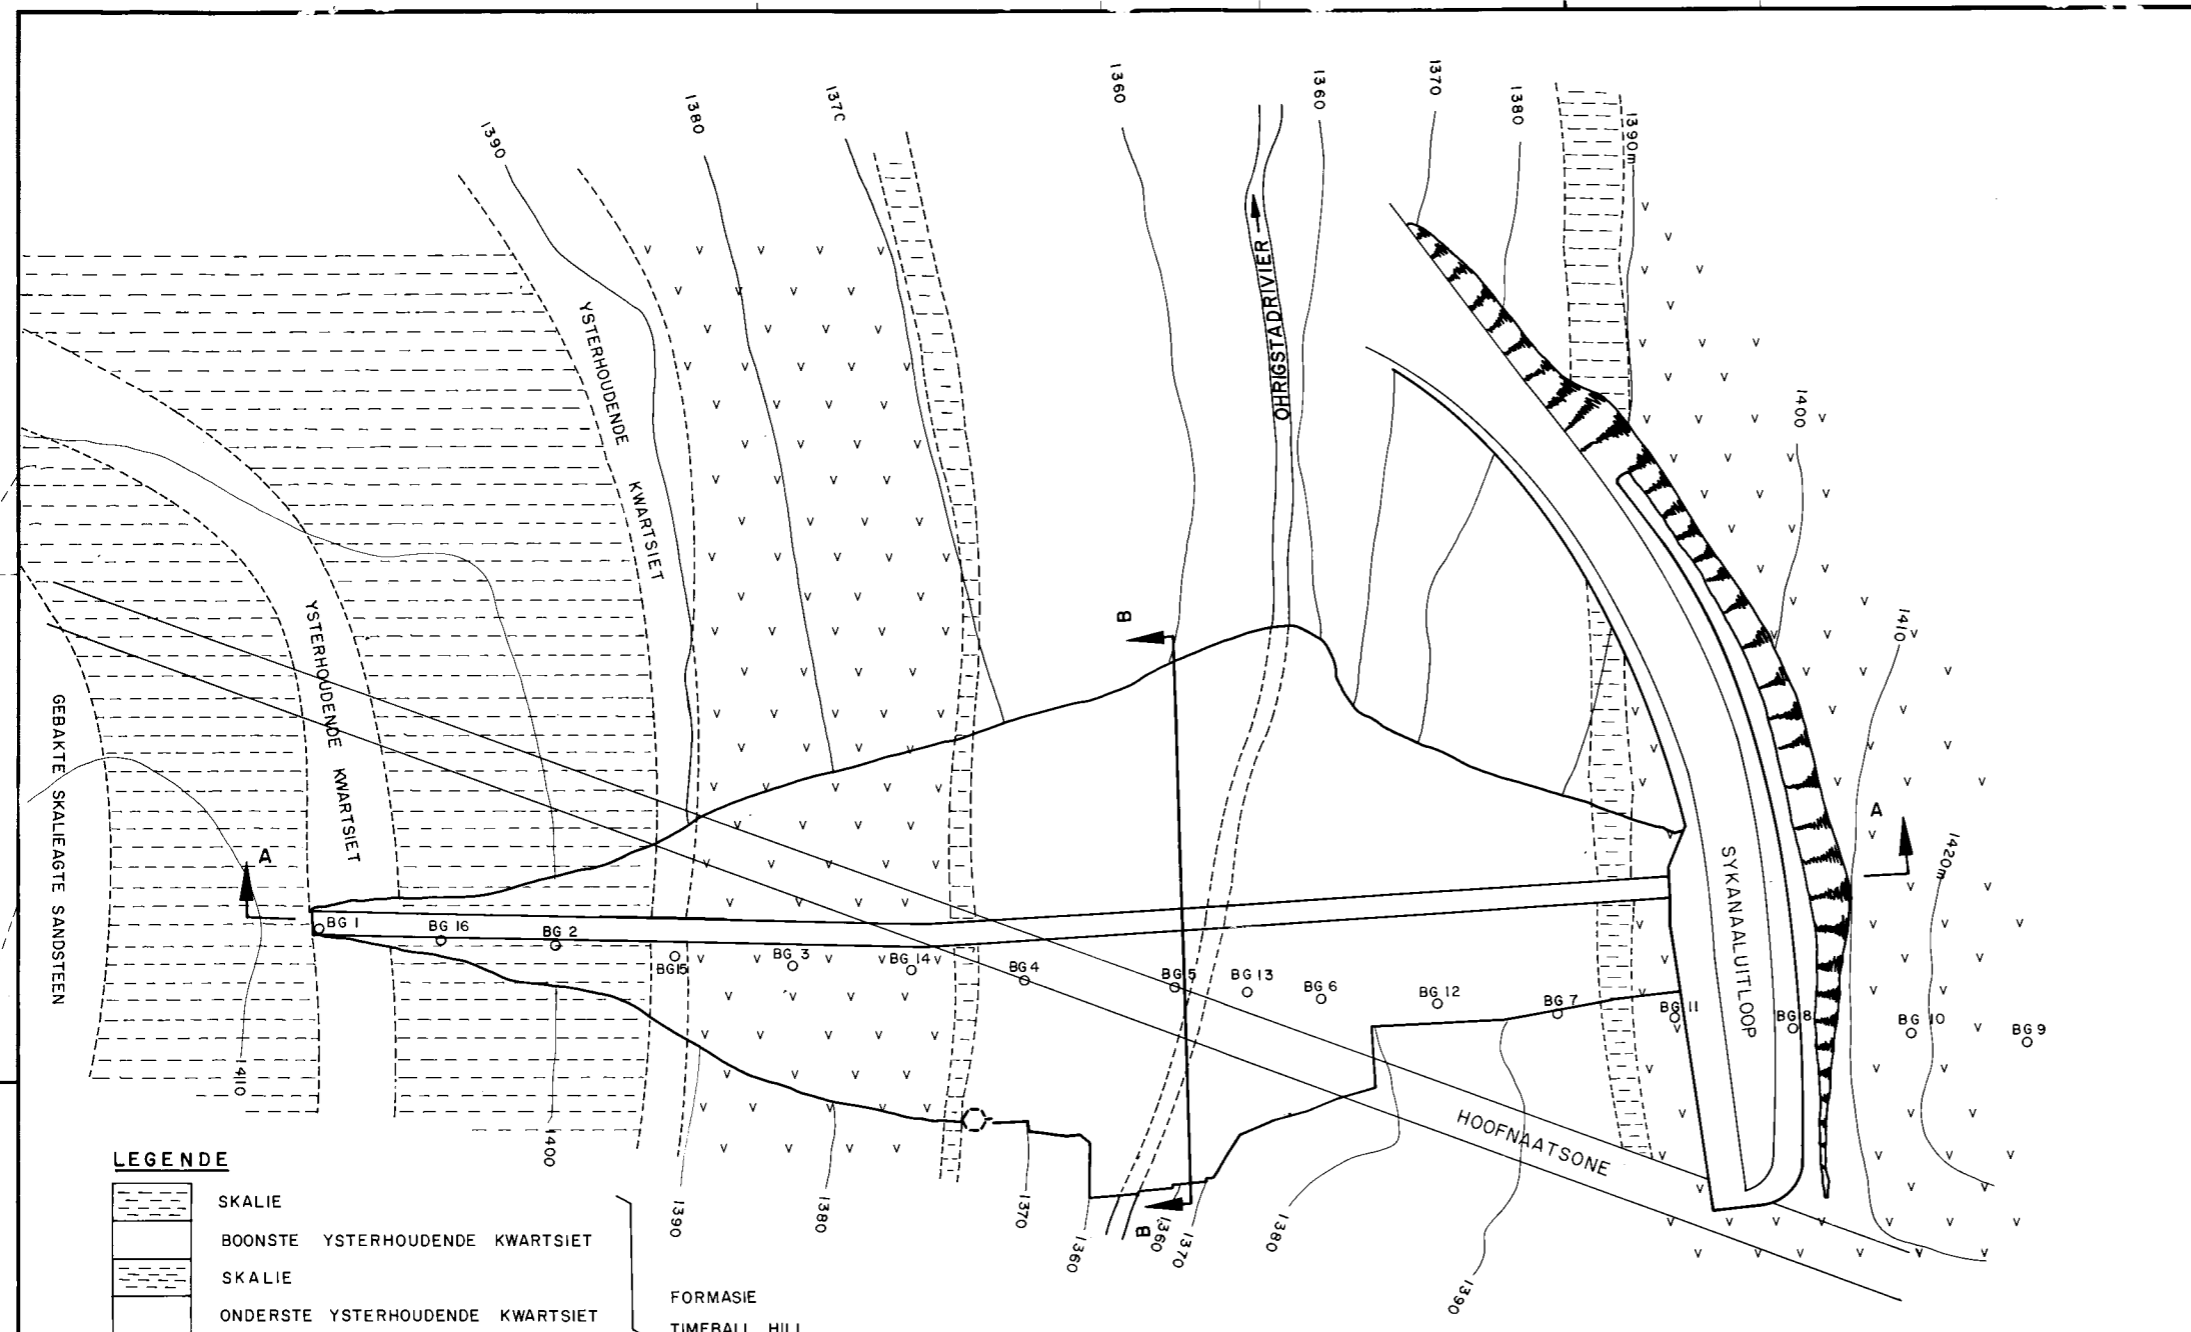 1360
1360
1370
1380
1370
1380
1390
1390m
OHRIGSTADRIVIER
YSTERHOUDENDE KWARTSIET
1400
YSTERHOUDENDE KWARTSIET
1410
B
GEBAKTE SKALIEAGTE SANDSTEEN
A
A
1420m
SYKANAALUITLOOP
BG 1
BG 16
BG 2
BG15
BG 3
BG 14
BG 4
BG 5
BG 13
BG 6
BG 12
BG 7
BG 11
BG 8
BG 10
BG 9
1410
1400
HOOFNAATSONE
1390
1380
1370
1360
B
1360
1370
1380
1390
LEGENDE
SKALIE
BOONSTE YSTERHOUDENDE KWARTSIET
SKALIE
ONDERSTE YSTERHOUDENDE KWARTSIET
FORMASIE
TIMEBALL HILL